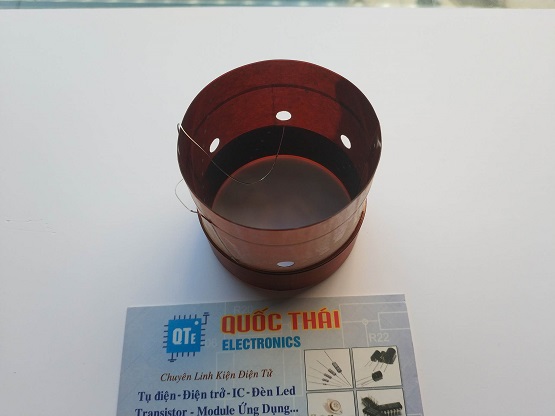 QTE
QUỐC THÁI
ELECTRONICS
R22
Chuyên Linh Kiện Điện Tử
Tụ điện-Điện trở-IC-Đèn Led
Transistor - Module Ứng Dụng...